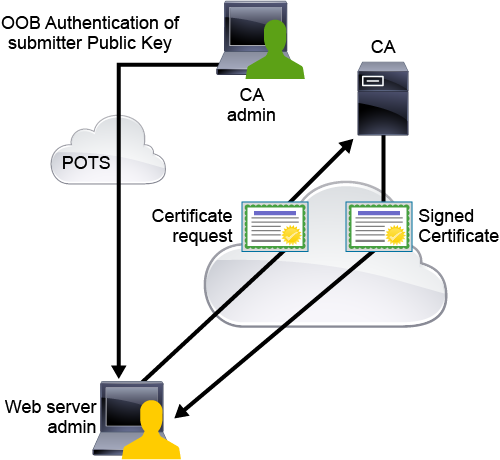 OOB Authentication of
submitter Public Key
CA
admin
CA
POTS
Certificate
request
Signed
Certificate
Web server
admin